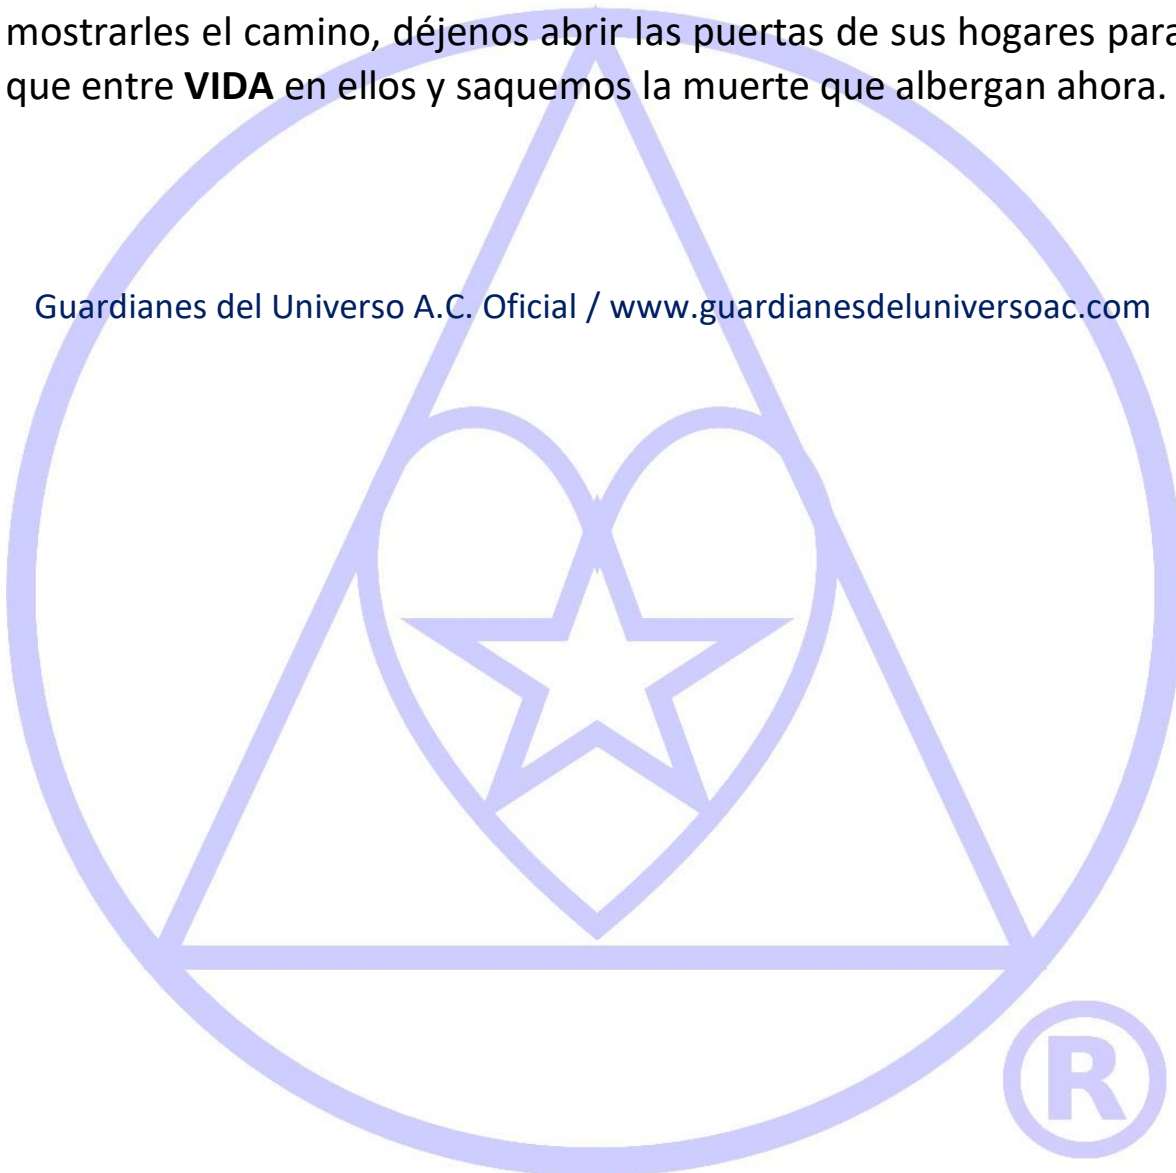 mostrarles el camino, déjenos abrir las puertas de sus hogares para
que entre VIDA en ellos y saquemos la muerte que albergan ahora.
Guardianes del Universo A.C. Oficial / www.guardianesdeluniversoac.com
®